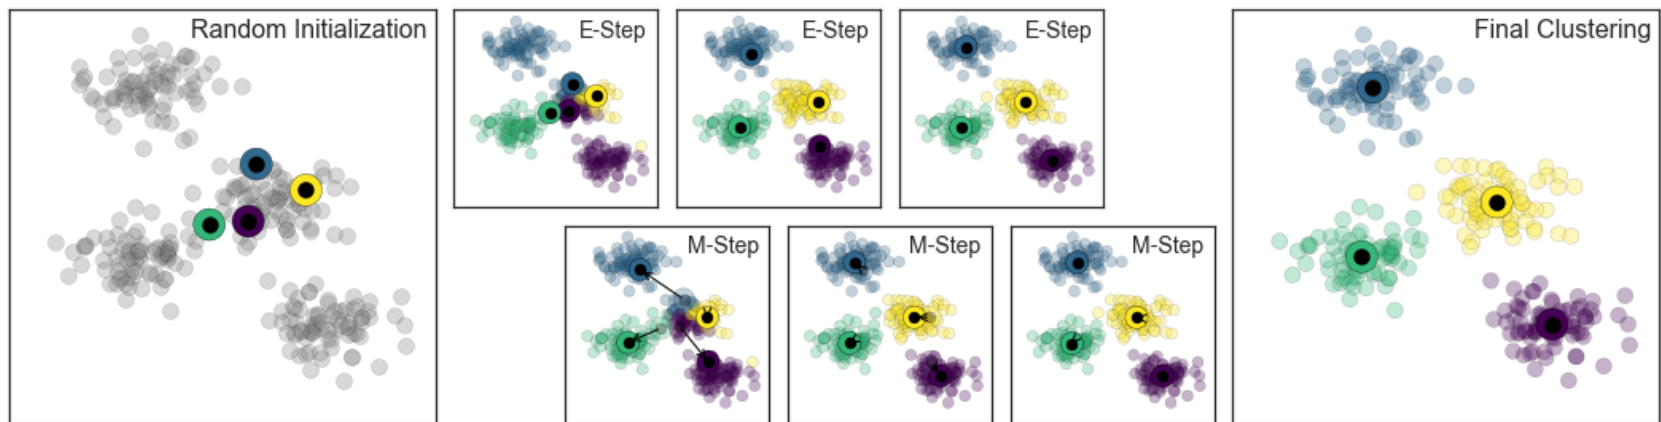 Random Initialization
E-Step
E-Step
E-Step
Final Clustering
M-Step
M-Step
M-Step